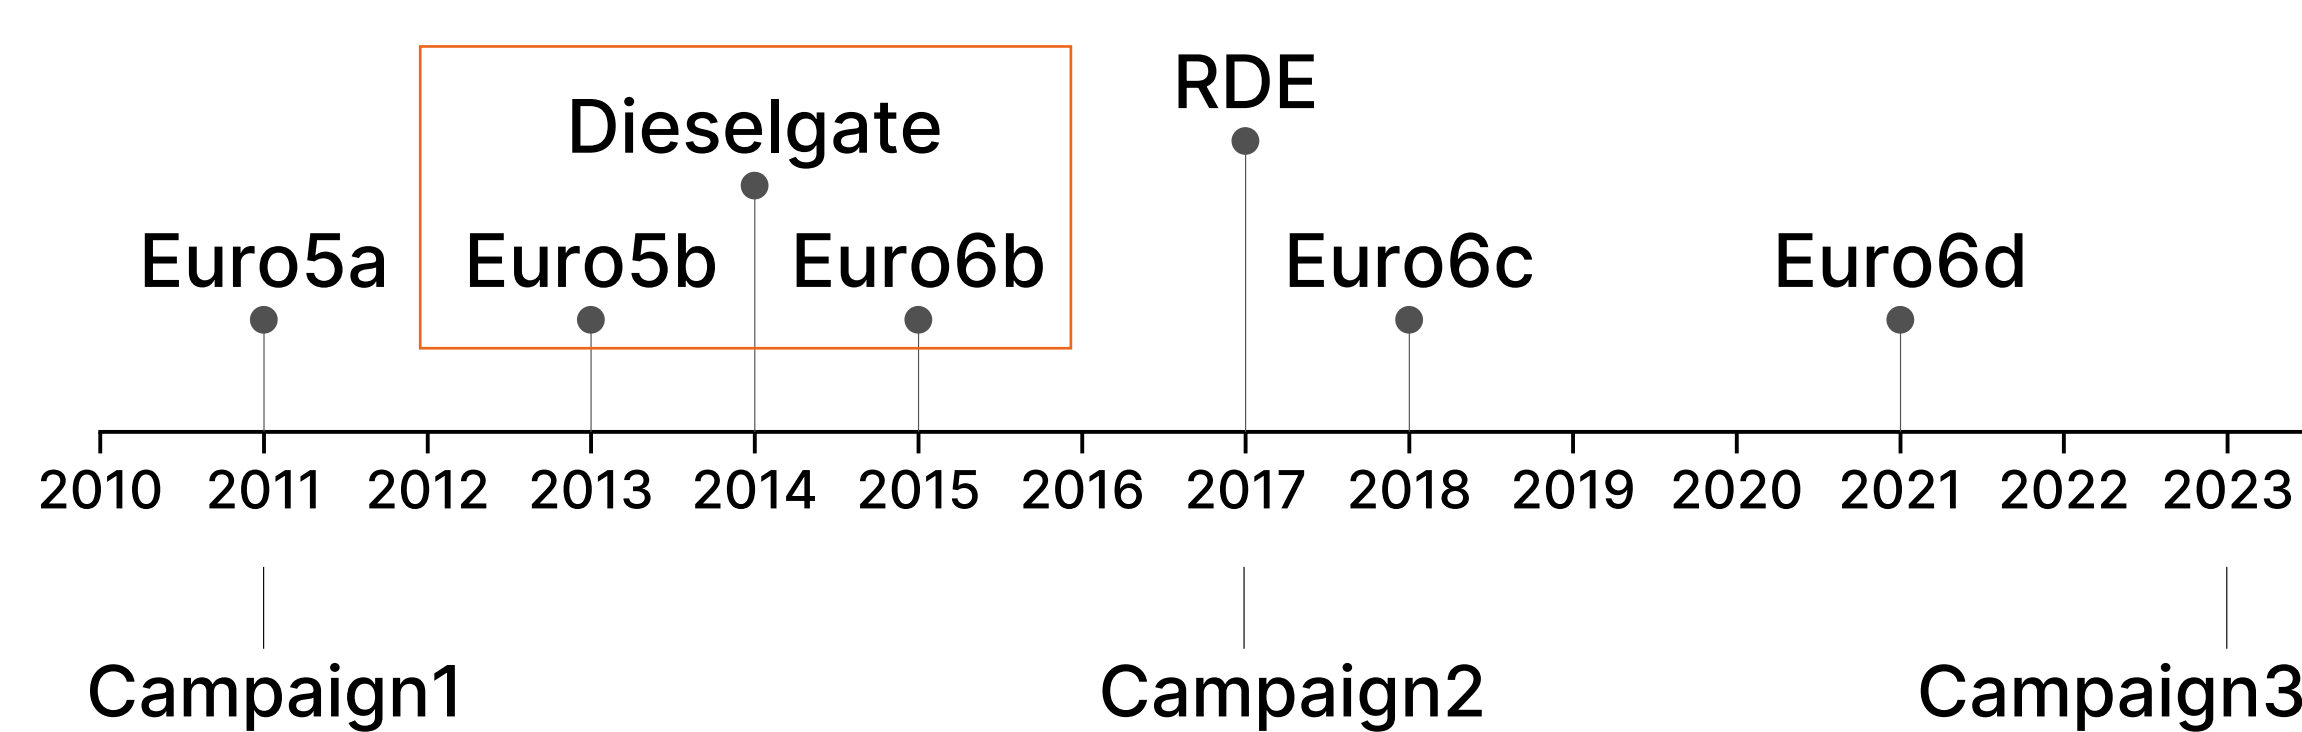 RDE
Dieselgate
Euro5a Euro5b Euro6b Euro6c Euro6d
2010 2011 2012 2013 2014 2015 2016 2017 2018 2019 2020 2021 2022 2023
Campaign1 Campaign2 Campaign3